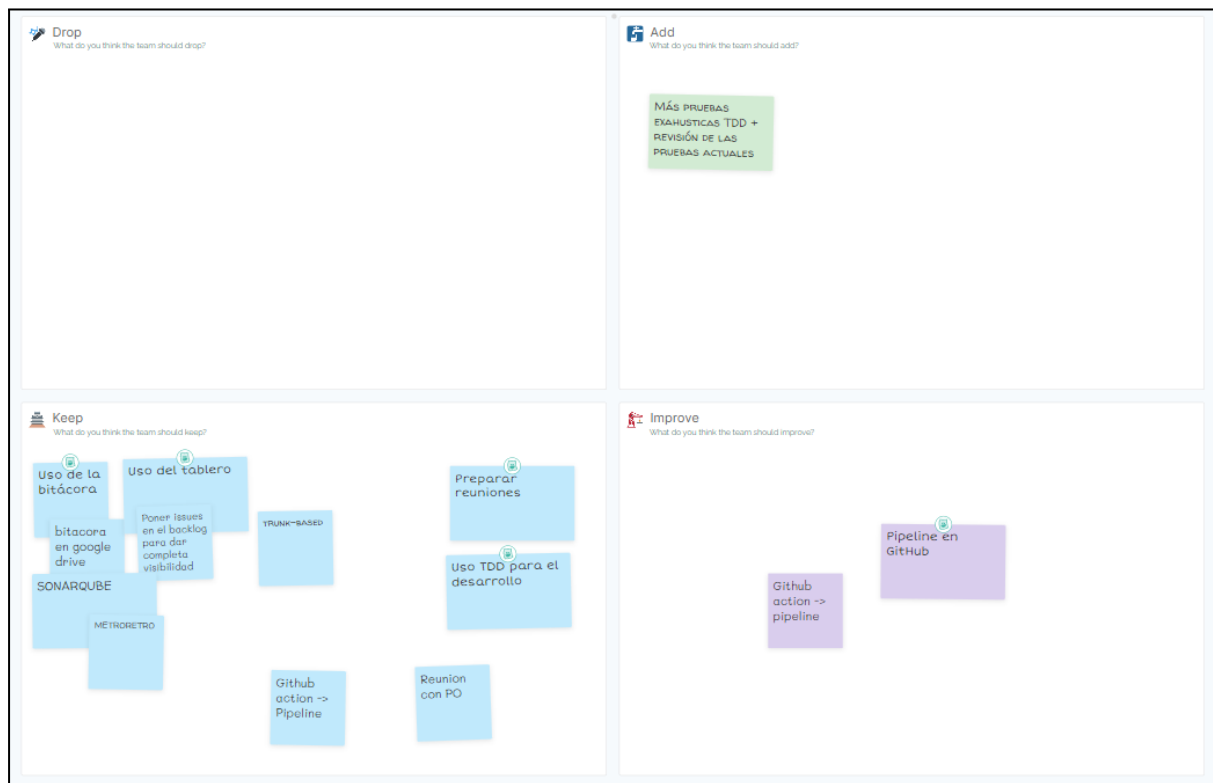 Drop
What do you think the team should drop?
Add
What do you think the team should add?
MÁS PRUEBAS
EXAHUSTICAS TDD +
REVISIÓN DE LAS
PRUEBAS ACTUALES
Keep
What do you think the team should keep?
Uso de la
bitácora
Uso del tablero
bitacora
en google
drive
Poner issues
en el backlog
para dar
completa
visibilidad
TRUNK-BASED
Preparar
reuniones
Uso TDD para el
desarrollo
SONARQUBE
METRORETRO
Github
action ->
Pipeline
Reunion
con PO
Improve
What do you think the team should improve?
Pipeline en
GitHub
Github
action ->
pipeline